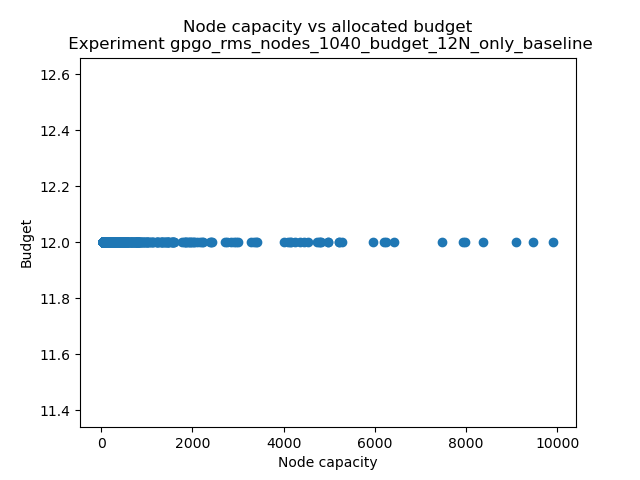 Node capacity vs allocated budget
Experiment gpgo_rms_nodes_1040_budget_12N_only_baseline
12.6
12.4
12.2
12.0
11.8
11.6
11.4
Budget
0 2000 4000 6000 8000 10000
Node capacity